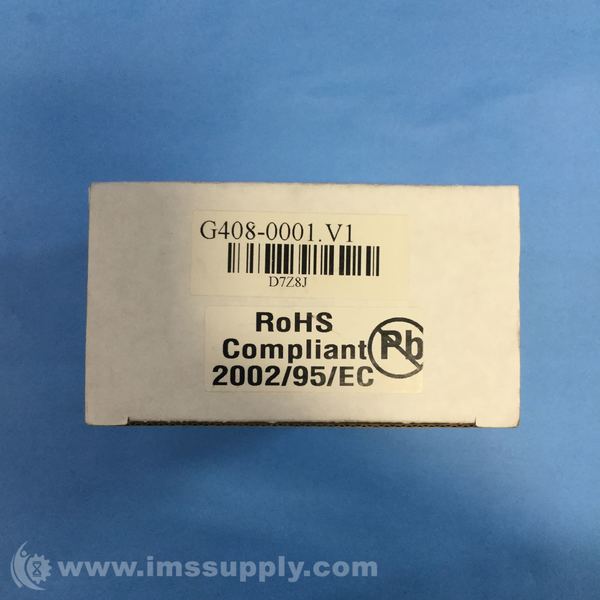 G408-0001.V1
D7Z8J
RoHS
Compliant
2002/95/EC
Pb
www.imssupply.com